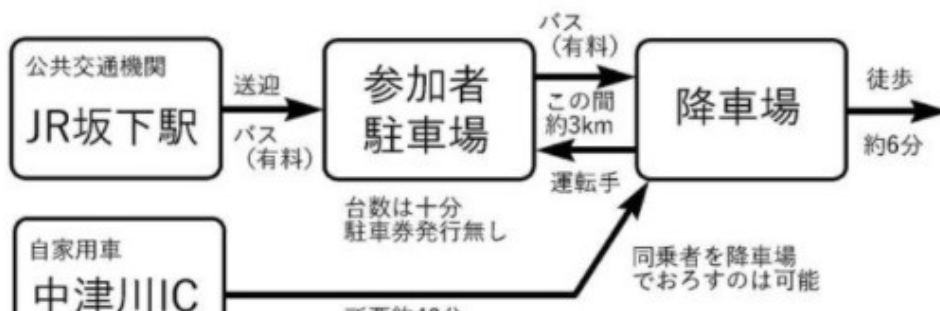 公共交通機関
JR坂下駅
送迎
バス
（有料）
参加者
駐車場
台数は十分
駐車券発行無し
バス
（有料）
この間
約3km
運転手
降車場
徒歩
約6分
自家用車
中津川IC
同乗者を降車場
でおろすのは可能